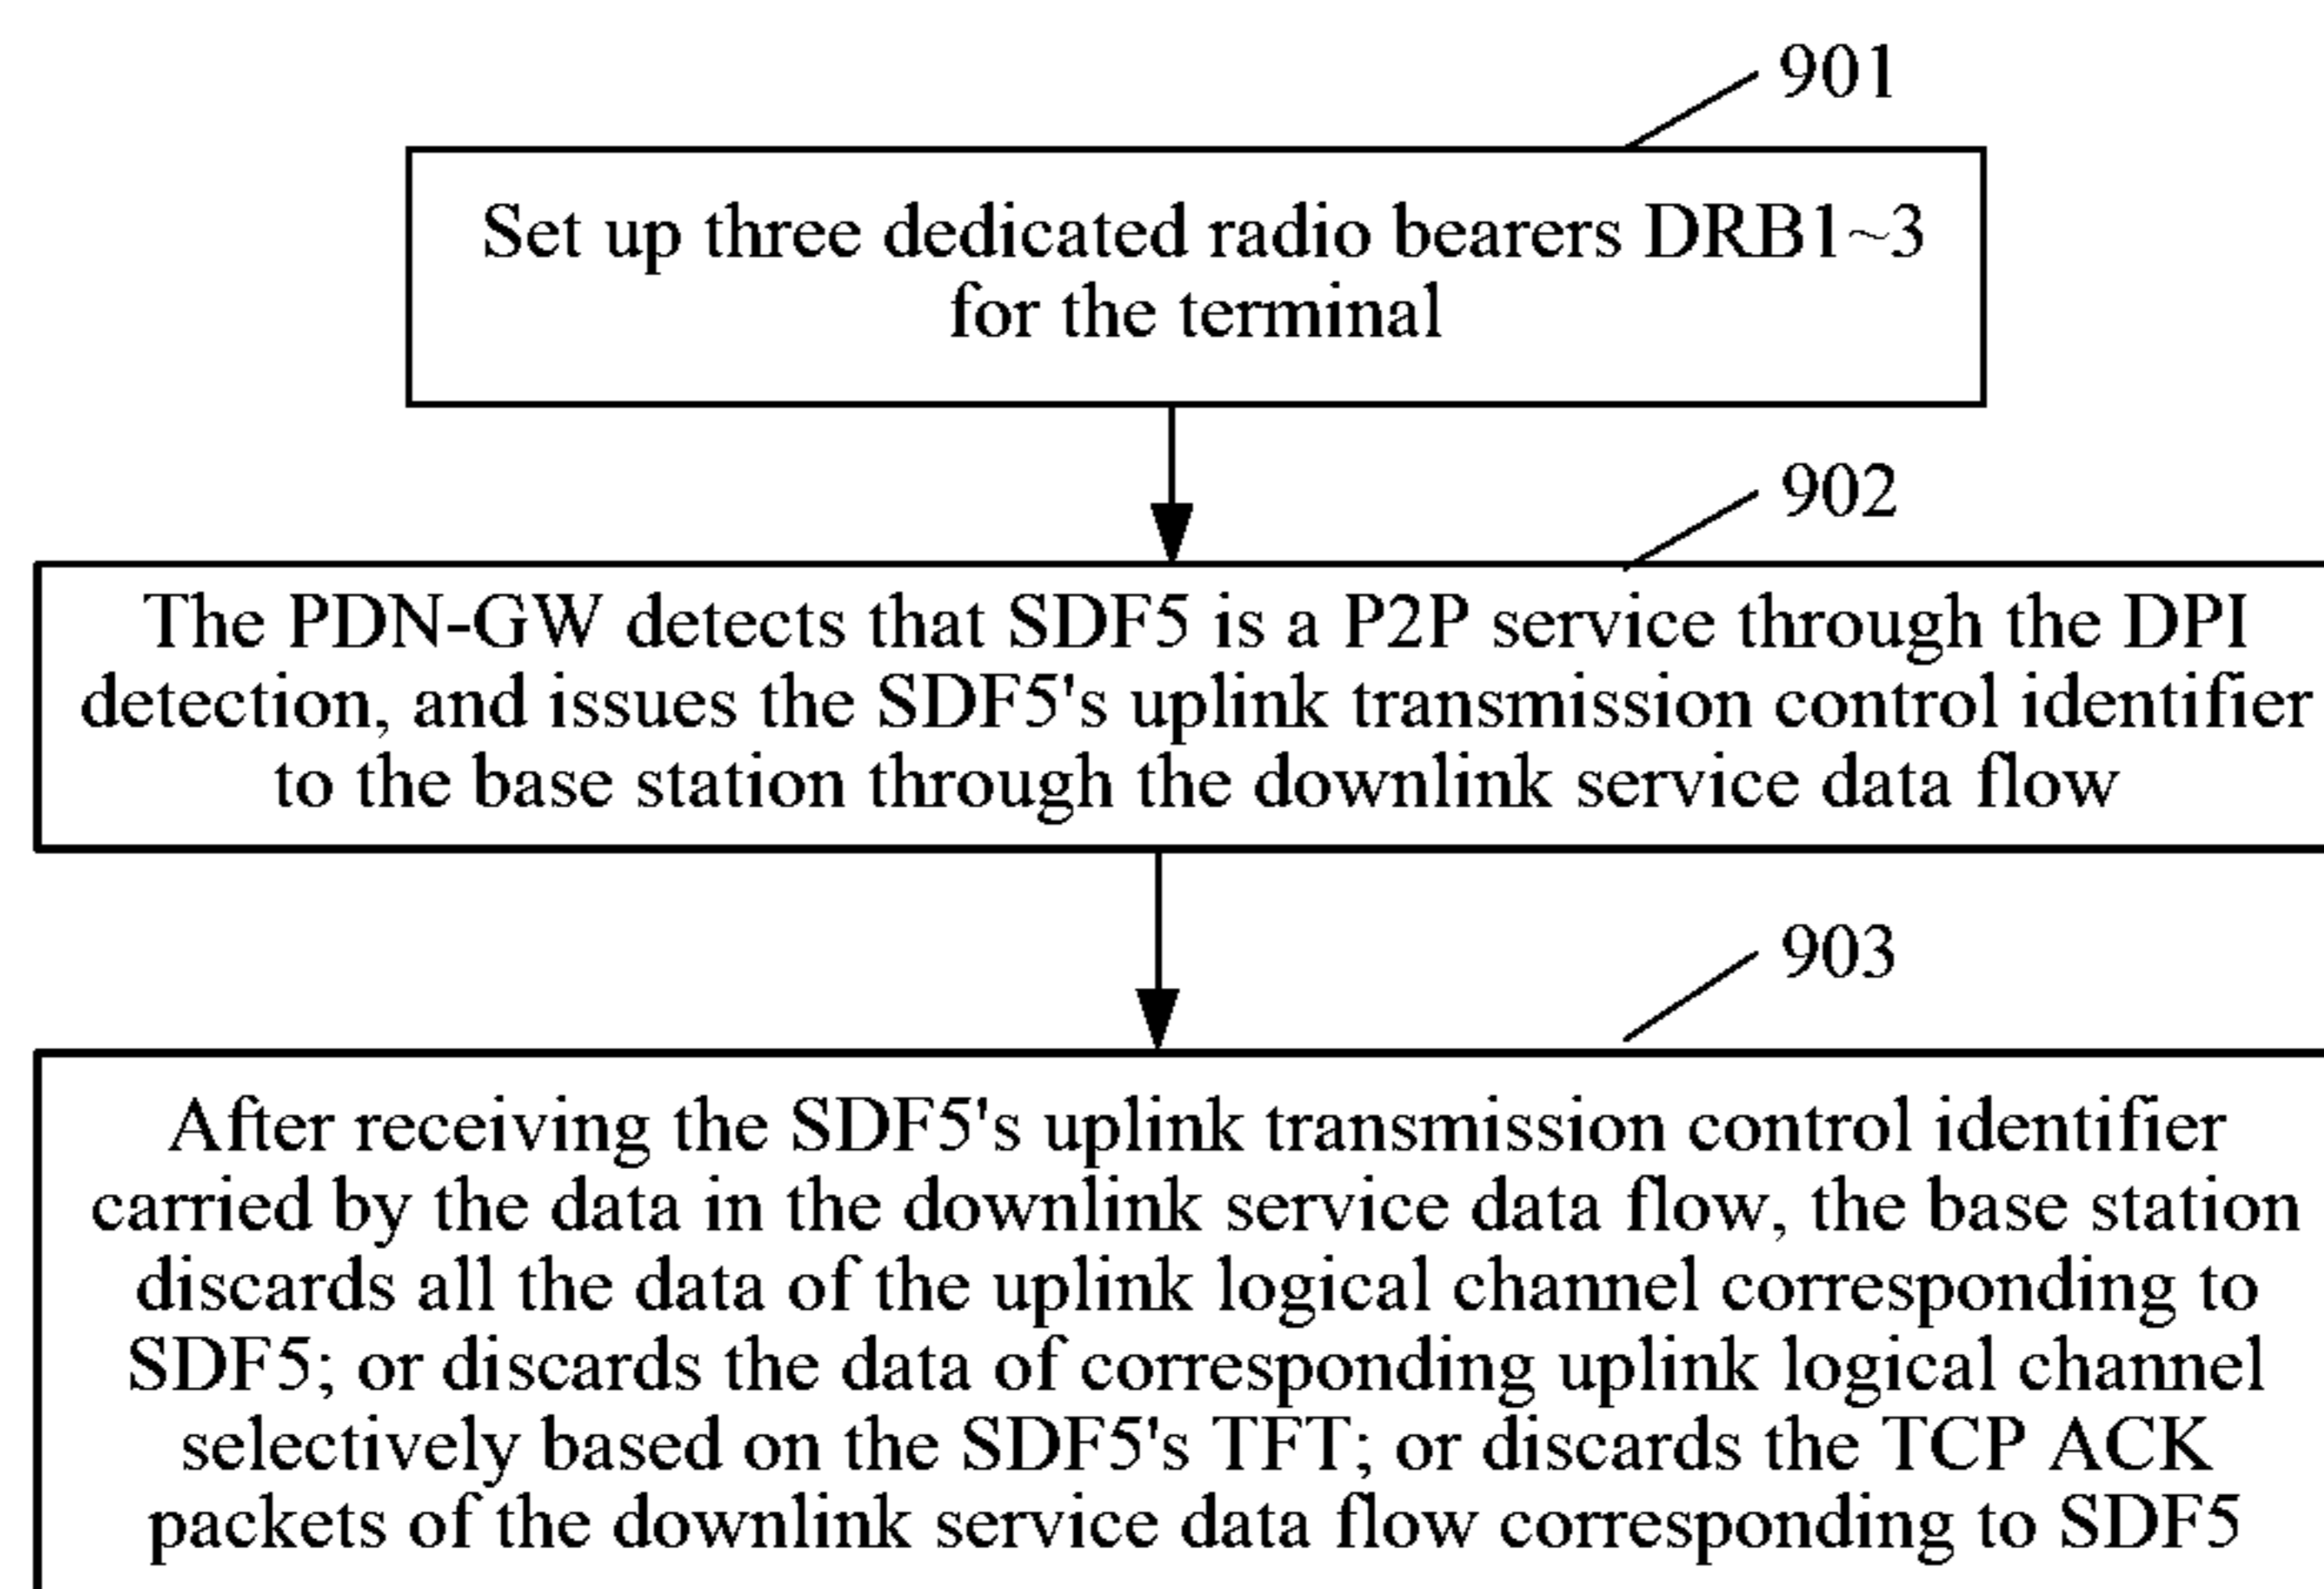 901
Set up three dedicated radio bearers DRB1~3
for the terminal
902
The PDN-GW detects that SDF5 is a P2P service through the DPI
detection, and issues the SDF5's uplink transmission control identifier
to the base station through the downlink service data flow
903
After receiving the SDF5's uplink transmission control identifier
carried by the data in the downlink service data flow, the base station
discards all the data of the uplink logical channel corresponding to
SDF5; or discards the data of corresponding uplink logical channel
selectively based on the SDF5's TFT; or discards the TCP ACK
packets of the downlink service data flow corresponding to SDF5